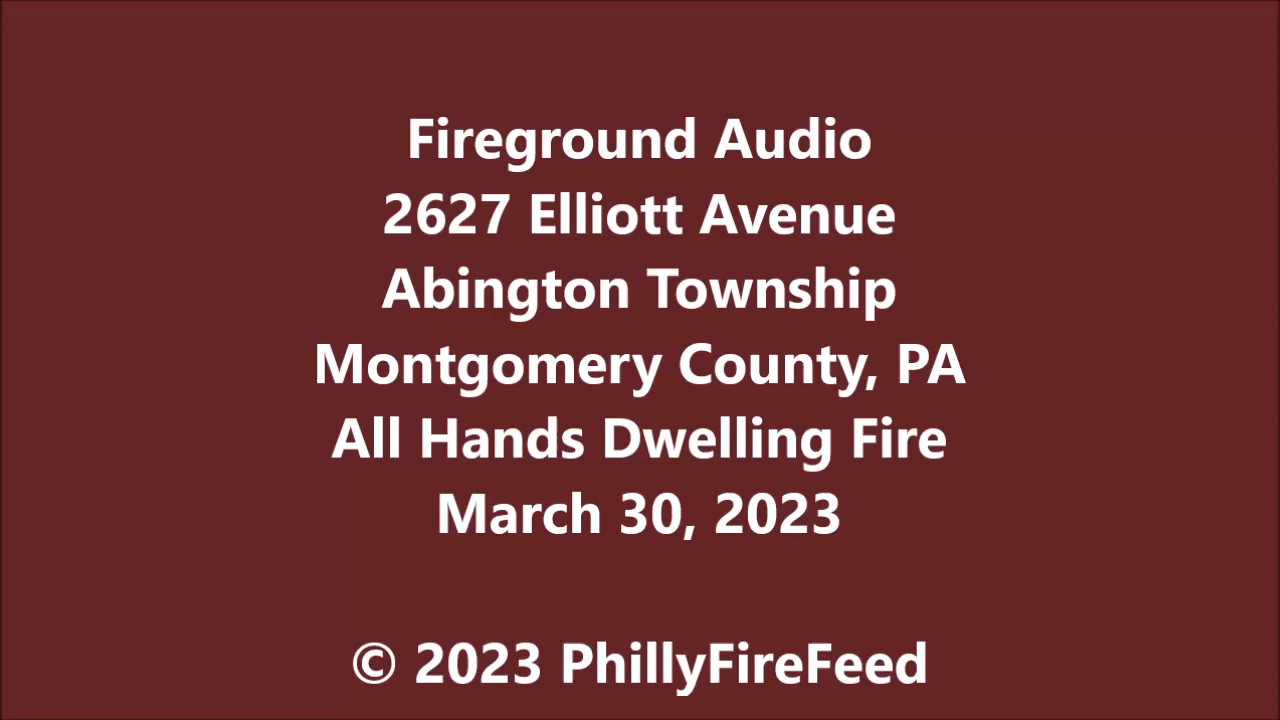 Fireground Audio
2627 Elliott Avenue
Abington Township
Montgomery County, PA
All Hands Dwelling Fire
March 30, 2023
© 2023 PhillyFireFeed